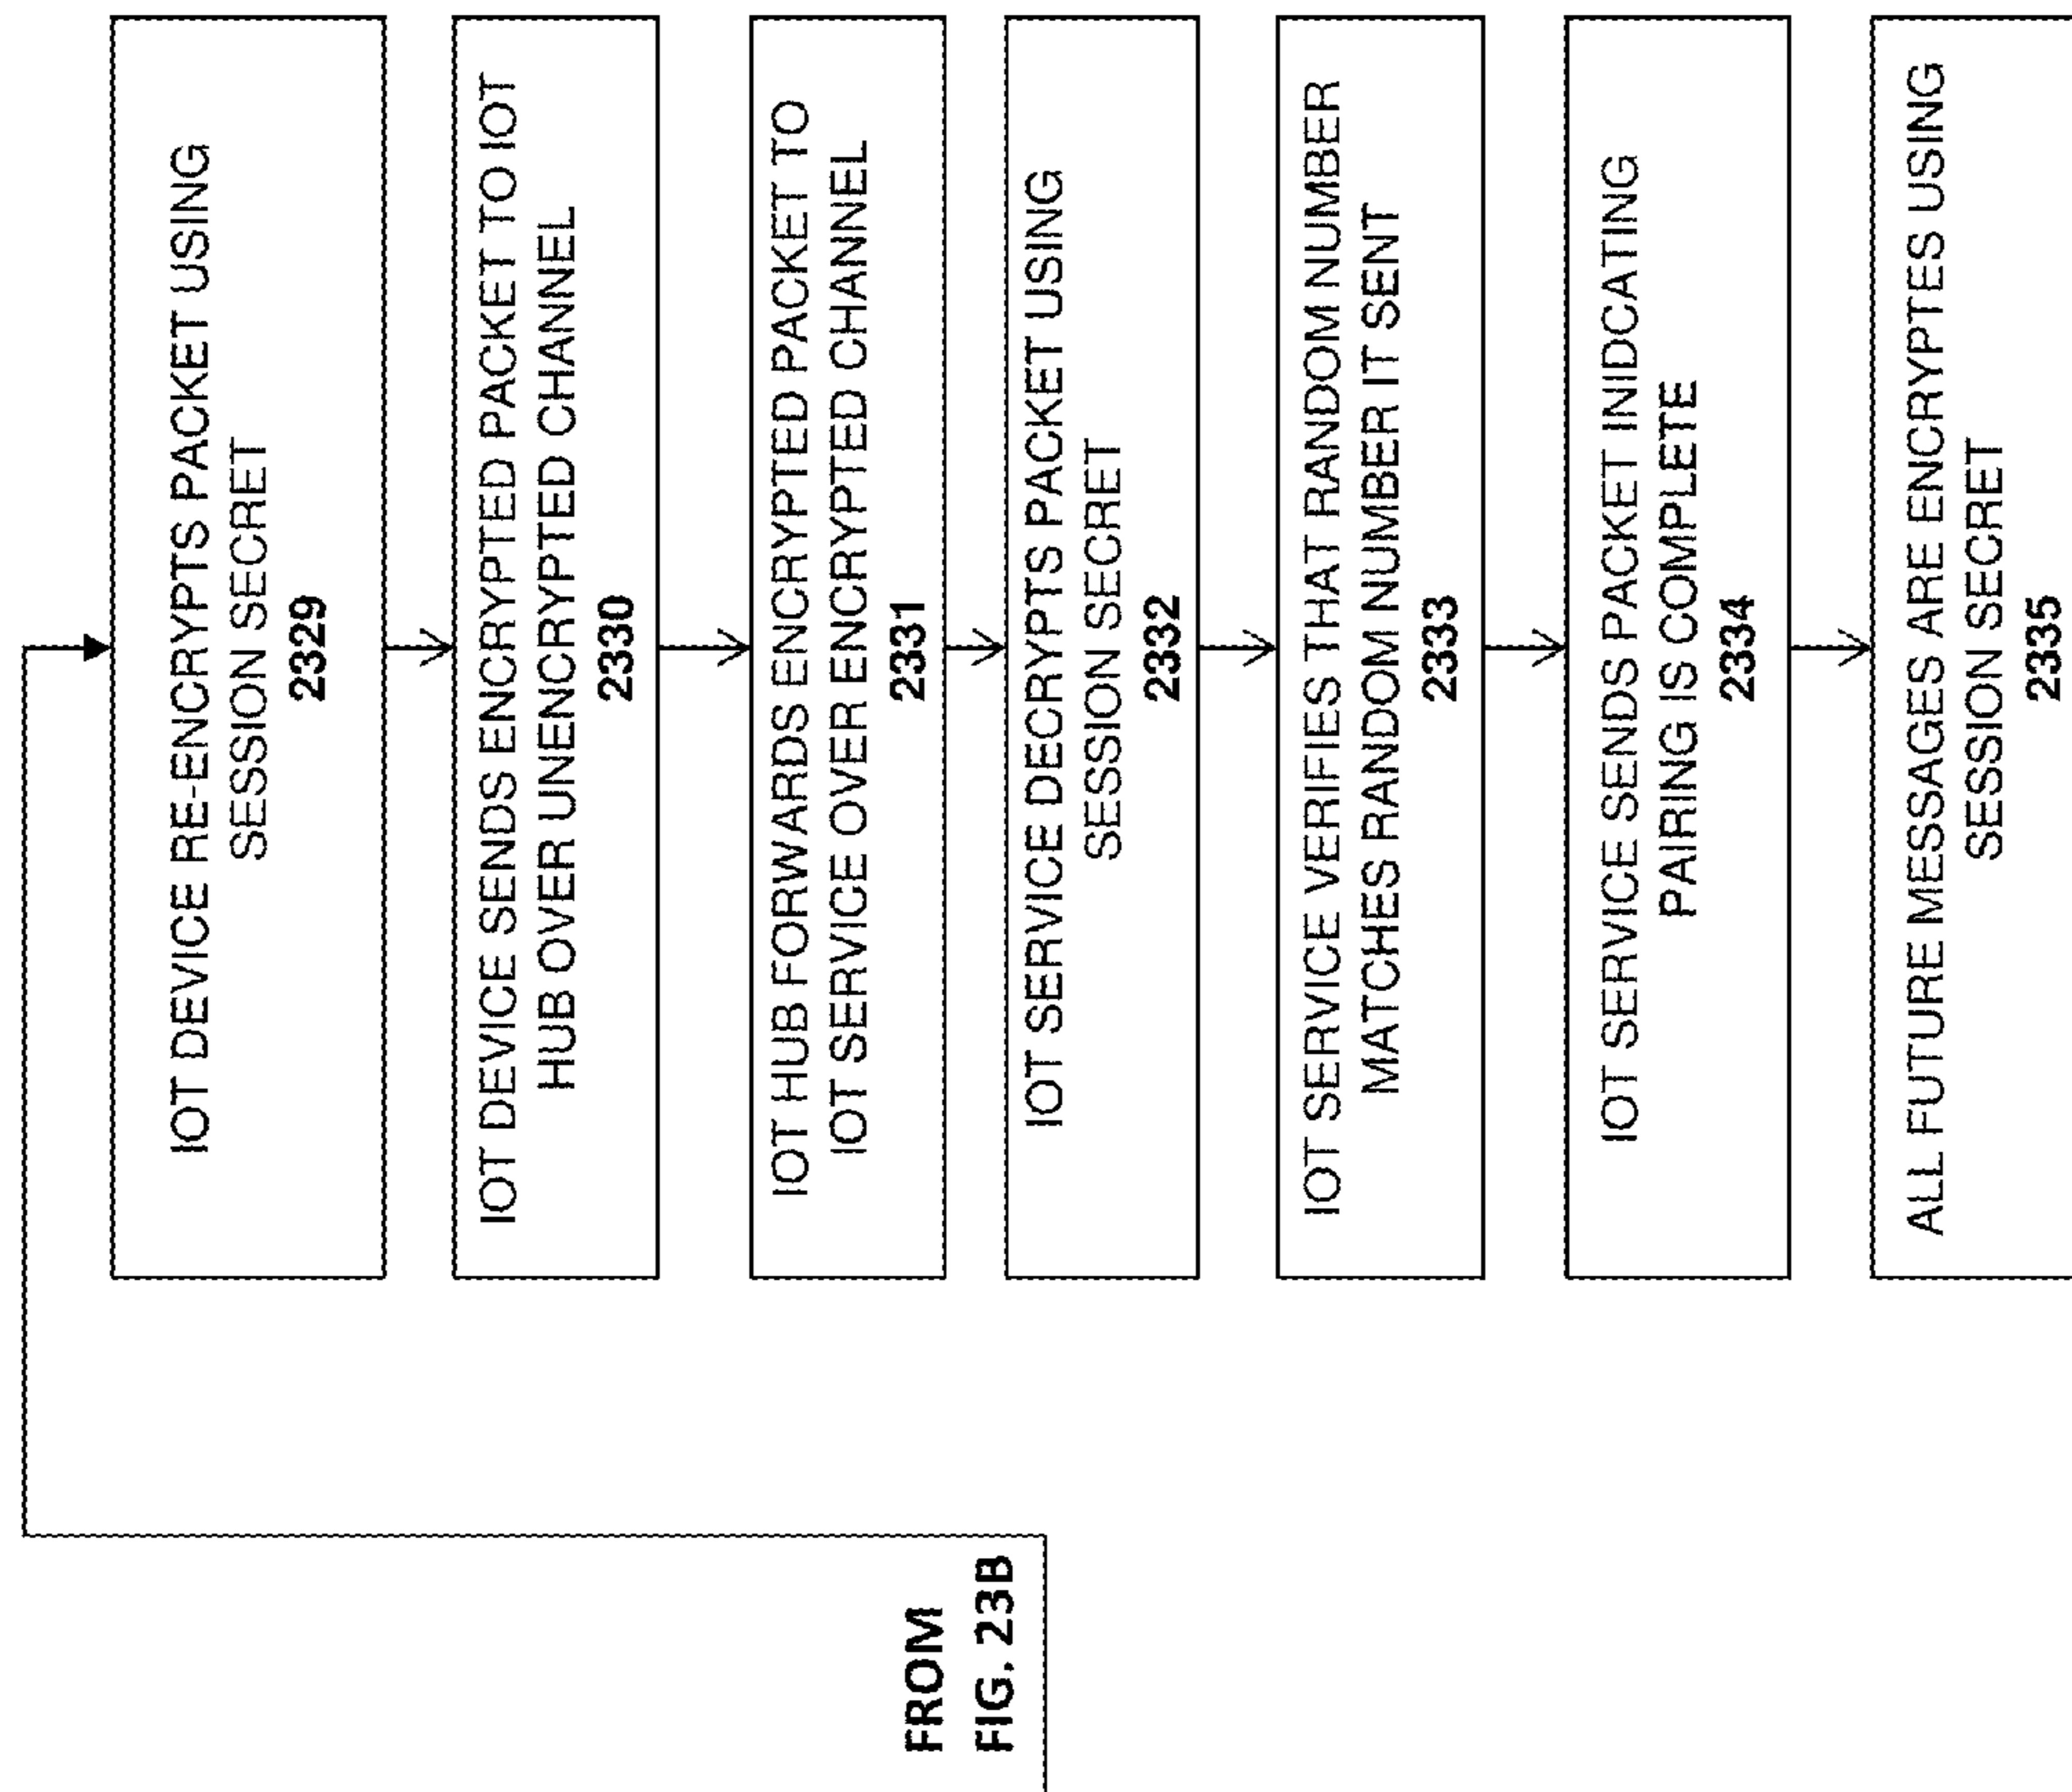 FROM
FIG. 23B
IOT DEVICE RE-ENCRYPTS PACKET USING
SESSION SECRET
2329
IOT DEVICE SENDS ENCRYPTED PACKET TO IOT
HUB OVER UNENCRYPTED CHANNEL
2330
IOT HUB FORWARDS ENCRYPTED PACKET TO
IOT SERVICE OVER ENCRYPTED CHANNEL
2331
IOT SERVICE DECRYPTS PACKET USING
SESSION SECRET
2332
IOT SERVICE VERIFIES THAT RANDOM NUMBER
MATCHES RANDOM NUMBER IT SENT
2333
IOT SERVICE SENDS PACKET INIDCATING
PAIRING IS COMPLETE
2334
ALL FUTURE MESSAGES ARE ENCRYPTES USING
SESSION SECRET
2335